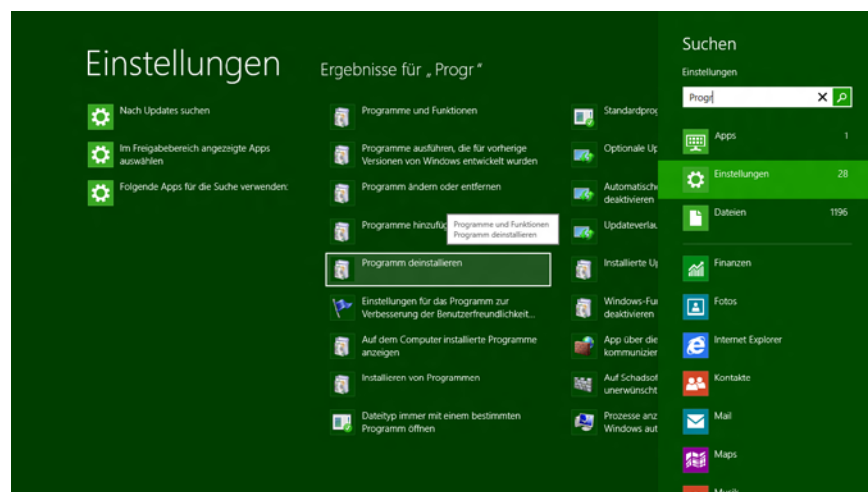 Einstellungen
Nach Updates suchen
Im Freigabebereich angezeigte Apps
auswählen
Folgende Apps für die Suche verwenden:
Ergebnisse für „ Progr “
Programme und Funktionen
Programme ausführen, die für vorherige
Versionen von Windows entwickelt wurden
Programm ändern oder entfernen
Programme hinzufüg
Programme und Funktionen
Programm deinstallieren
Programm deinstallieren
Einstellungen für das Programm zur
Verbesserung der Benutzerfreundlichkeit...
Auf dem Computer installierte Programme
anzeigen
Installieren von Programmen
Dateityp immer mit einem bestimmten
Programm öffnen
Standardprog
Optionale Up
Automatische
deaktivieren
Updateverlau
Installierte Up
Windows-Fun
deaktivieren
App über die
kommunizier
Auf Schadsof
unerwünscht
Prozesse anz
Windows aut
Suchen
Einstellungen
Progr
Apps 1
Einstellungen 28
Dateien 1196
Finanzen
Fotos
Internet Explorer
Kontakte
Mail
Maps